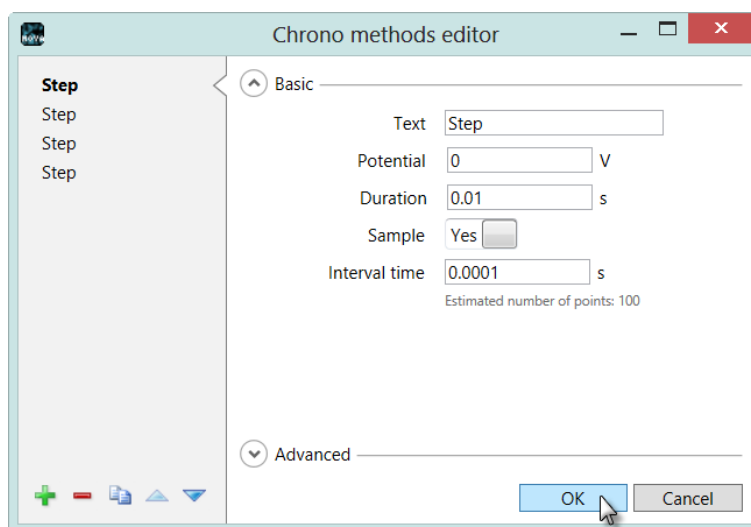 Chrono methods editor
Step
Step
Step
Step
Basic
Text Step
Potential 0 V
Duration 0.01 s
Sample Yes
Interval time 0.0001 s
Estimated number of points: 100
Advanced
OK Cancel